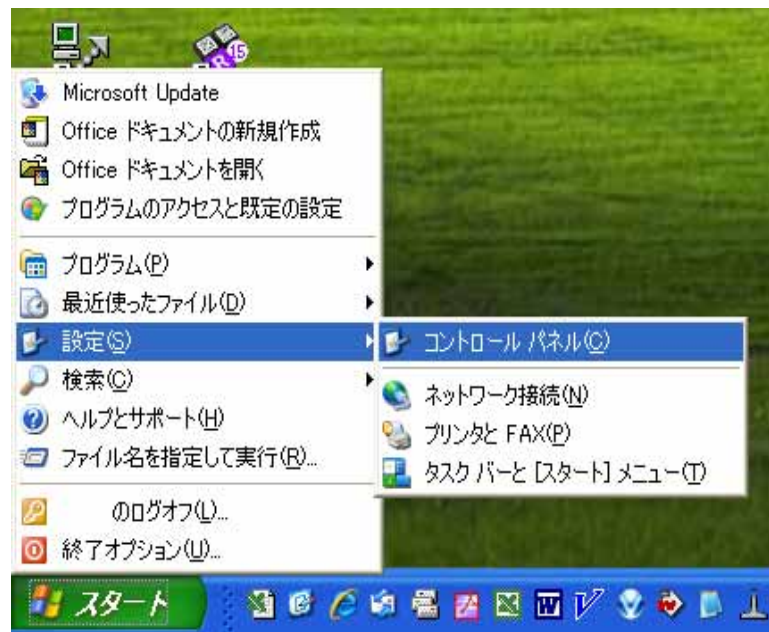 R 15
Microsoft Update
Office ドキュメントの新規作成
Office ドキュメントを開く
プログラムのアクセスと既定の設定
プログラム(P)
最近使ったファイル(D)
設定(S)
コントロール パネル(C)
検索(C)
ネットワーク接続(N)
ヘルプとサポート(H)
プリンタと FAX(P)
ファイル名を指定して実行(R)...
タスク バーと [スタート] メニュー(T)
のログオフ(L)...
終了オプション(U)...
スタート